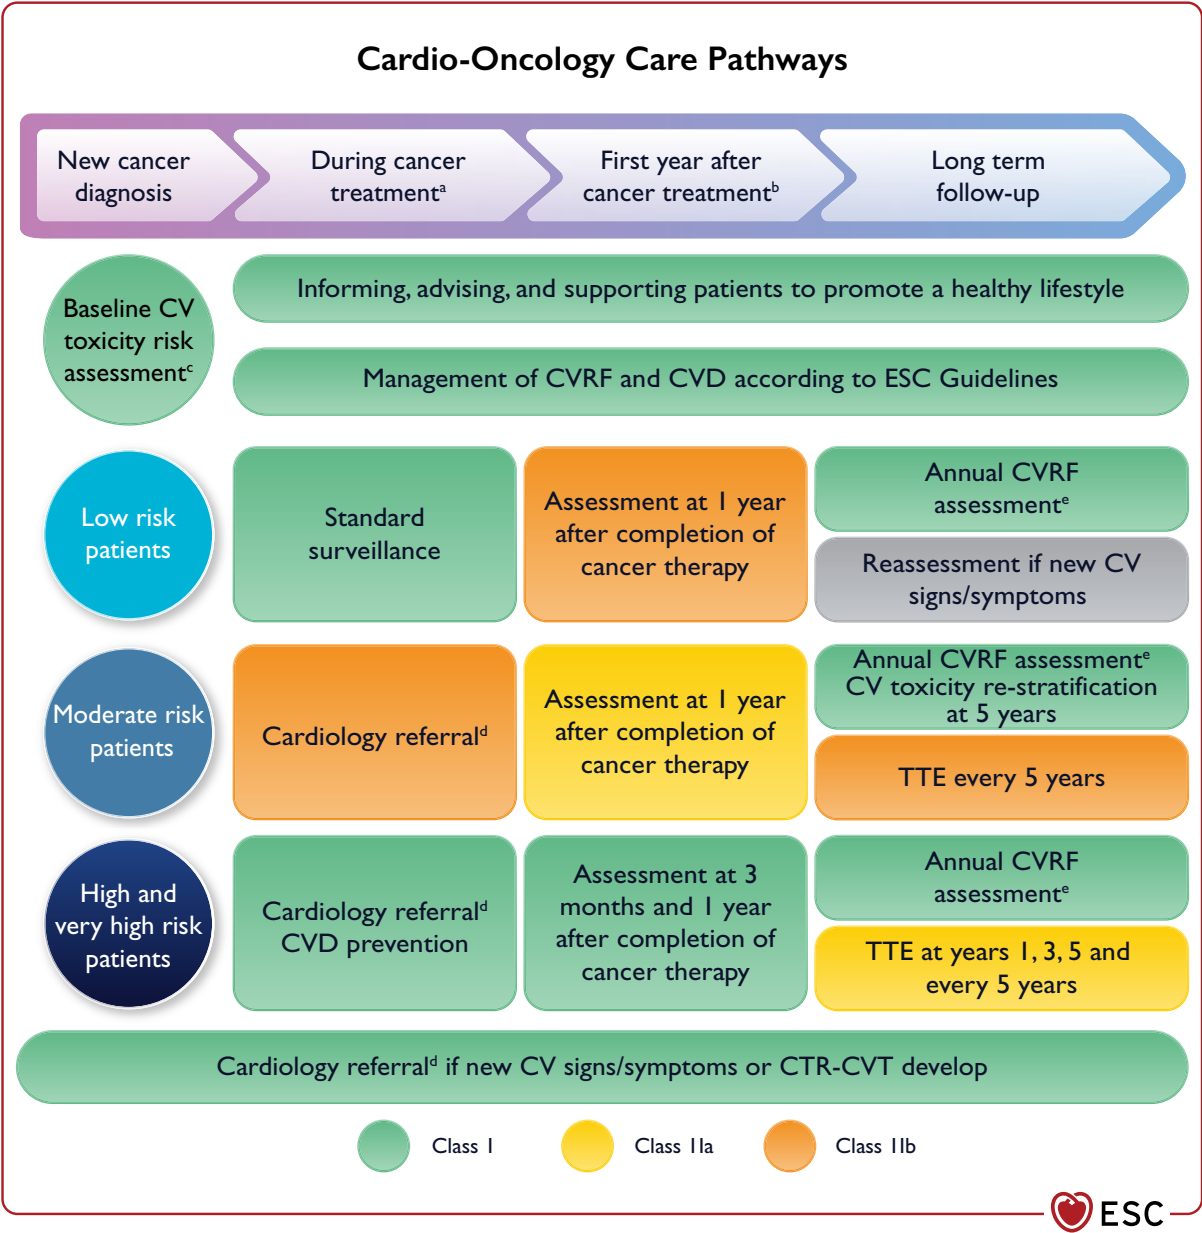 Cardio-Oncology Care Pathways
New cancer
diagnosis
During cancer
treatmentᵃ
First year after
cancer treatmentᵇ
Long term
follow-up
Baseline CV
toxicity risk
assessmentᶜ
Informing, advising, and supporting patients to promote a healthy lifestyle
Management of CVRF and CVD according to ESC Guidelines
Low risk
patients
Standard
surveillance
Assessment at 1 year
after completion of
cancer therapy
Annual CVRF
assessmentᵉ
Reassessment if new CV
signs/symptoms
Moderate risk
patients
Cardiology referralᵈ
Assessment at 1 year
after completion of
cancer therapy
Annual CVRF assessmentᵉ
CV toxicity re-stratification
at 5 years
TTE every 5 years
High and
very high risk
patients
Cardiology referralᵈ
CVD prevention
Assessment at 3
months and 1 year
after completion of
cancer therapy
Annual CVRF
assessmentᵉ
TTE at years 1, 3, 5 and
every 5 years
Cardiology referralᵈ if new CV signs/symptoms or CTR-CVT develop
Class 1
Class 11a
Class 11b
ESC